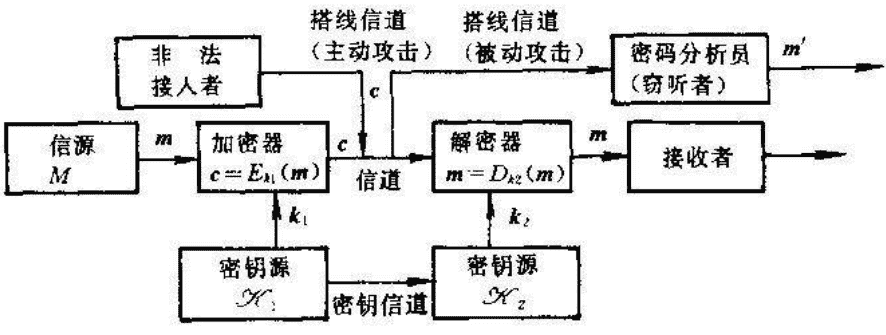 搭线信道
(主动攻击)
搭线信道
(被动攻击)
非 法
接人者
c
c
密码分析员
(窃听者)
m′
信源
M
m
加密器
c=Ek1(m)
c
信道
解密器
m=Dk2(m)
m
接收者
k1
k2
密钥源
𝒦1
密钥信道
密钥源
𝒦2